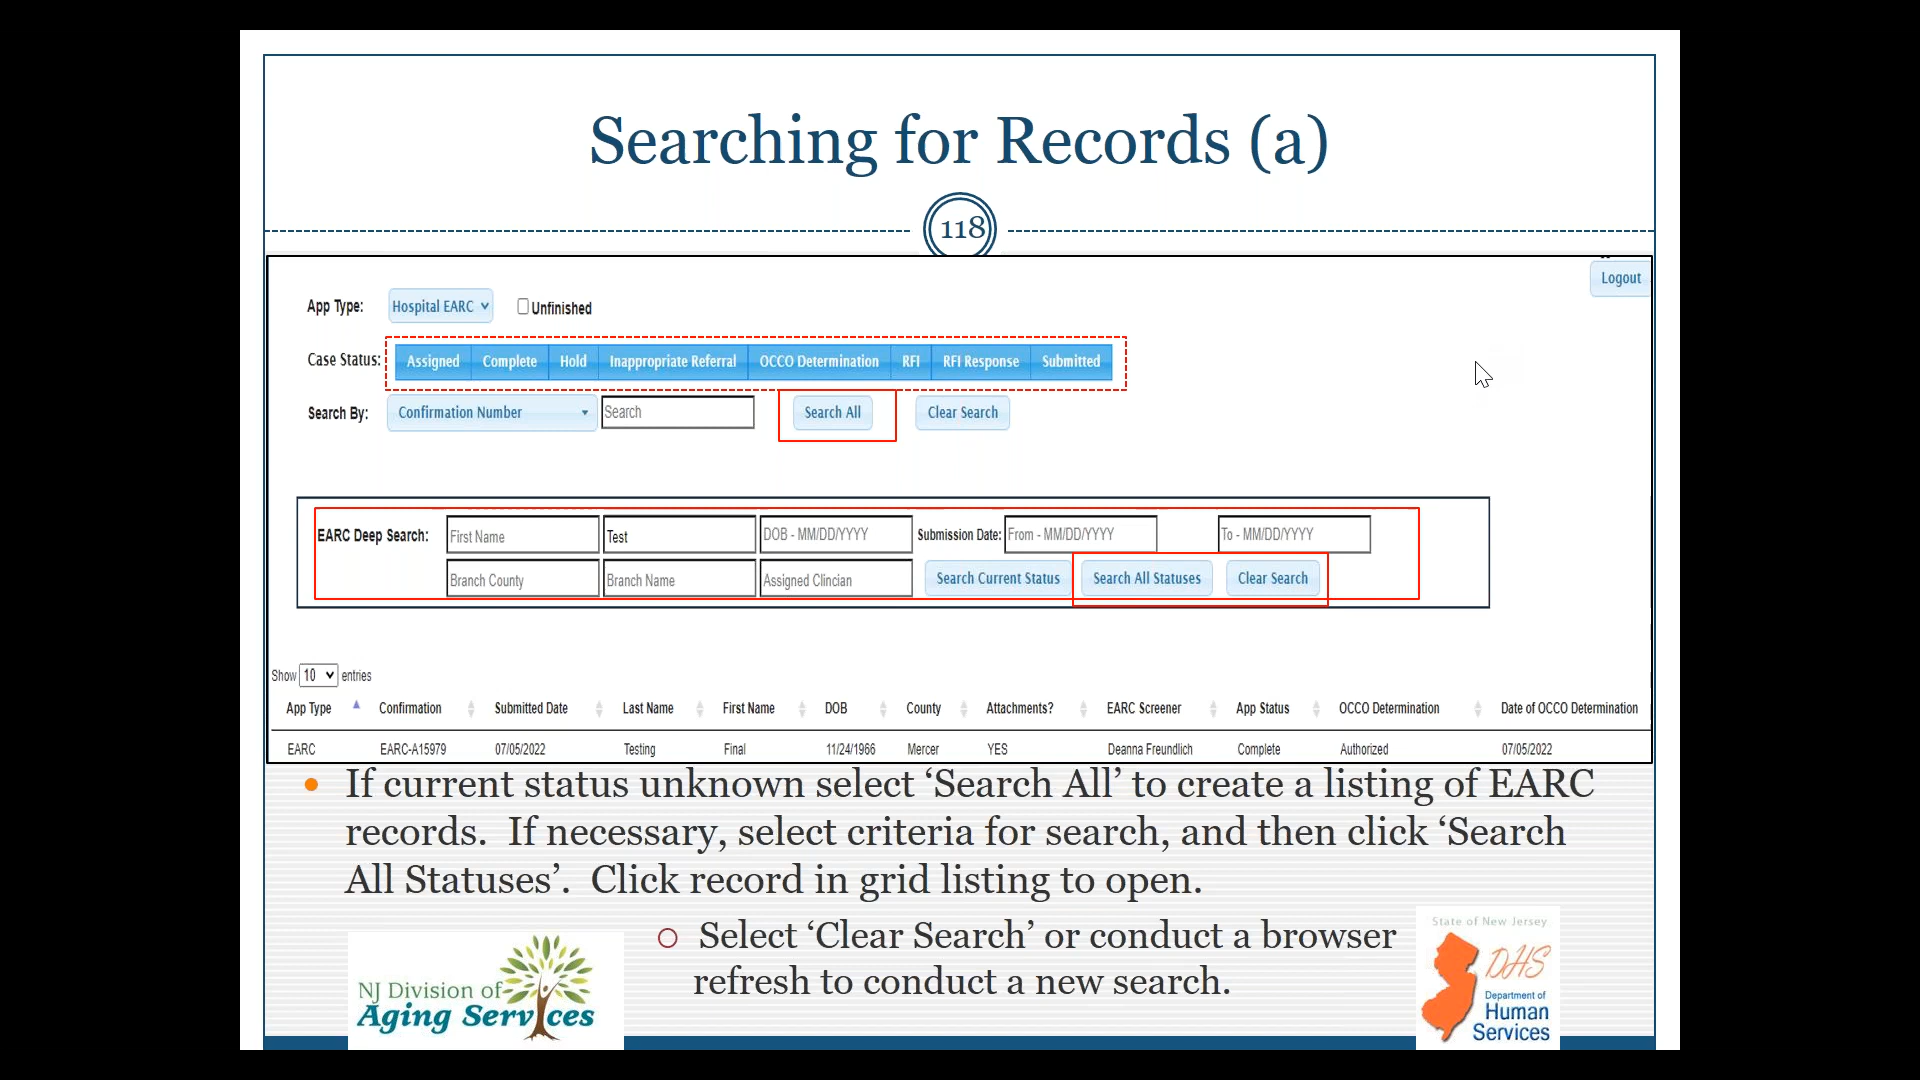 Searching for Records (a)
118
Logout
App Type: Hospital EARC Unfinished
Case Status: Assigned Complete Hold Inappropriate Referral OCCO Determination RFI RFI Response Submitted
Search By: Confirmation Number Search Search All Clear Search
EARC Deep Search: First Name Test DOB - MM/DD/YYYY Submission Date: From - MM/DD/YYYY To - MM/DD/YYYY
Branch County Branch Name Assigned Clincian Search Current Status Search All Statuses Clear Search
Show 10 entries
App Type Confirmation Submitted Date Last Name First Name DOB County Attachments? EARC Screener App Status OCCO Determination Date of OCCO Determination
EARC EARC-A15979 07/05/2022 Testing Final 11/24/1966 Mercer YES Deanna Freundlich Complete Authorized 07/05/2022
If current status unknown select ‘Search All’ to create a listing of EARC
records.  If necessary, select criteria for search, and then click ‘Search
All Statuses’.  Click record in grid listing to open.
Select ‘Clear Search’ or conduct a browser
refresh to conduct a new search.
NJ Division of
Aging Services
State of New Jersey
DHS
Department of
Human
Services